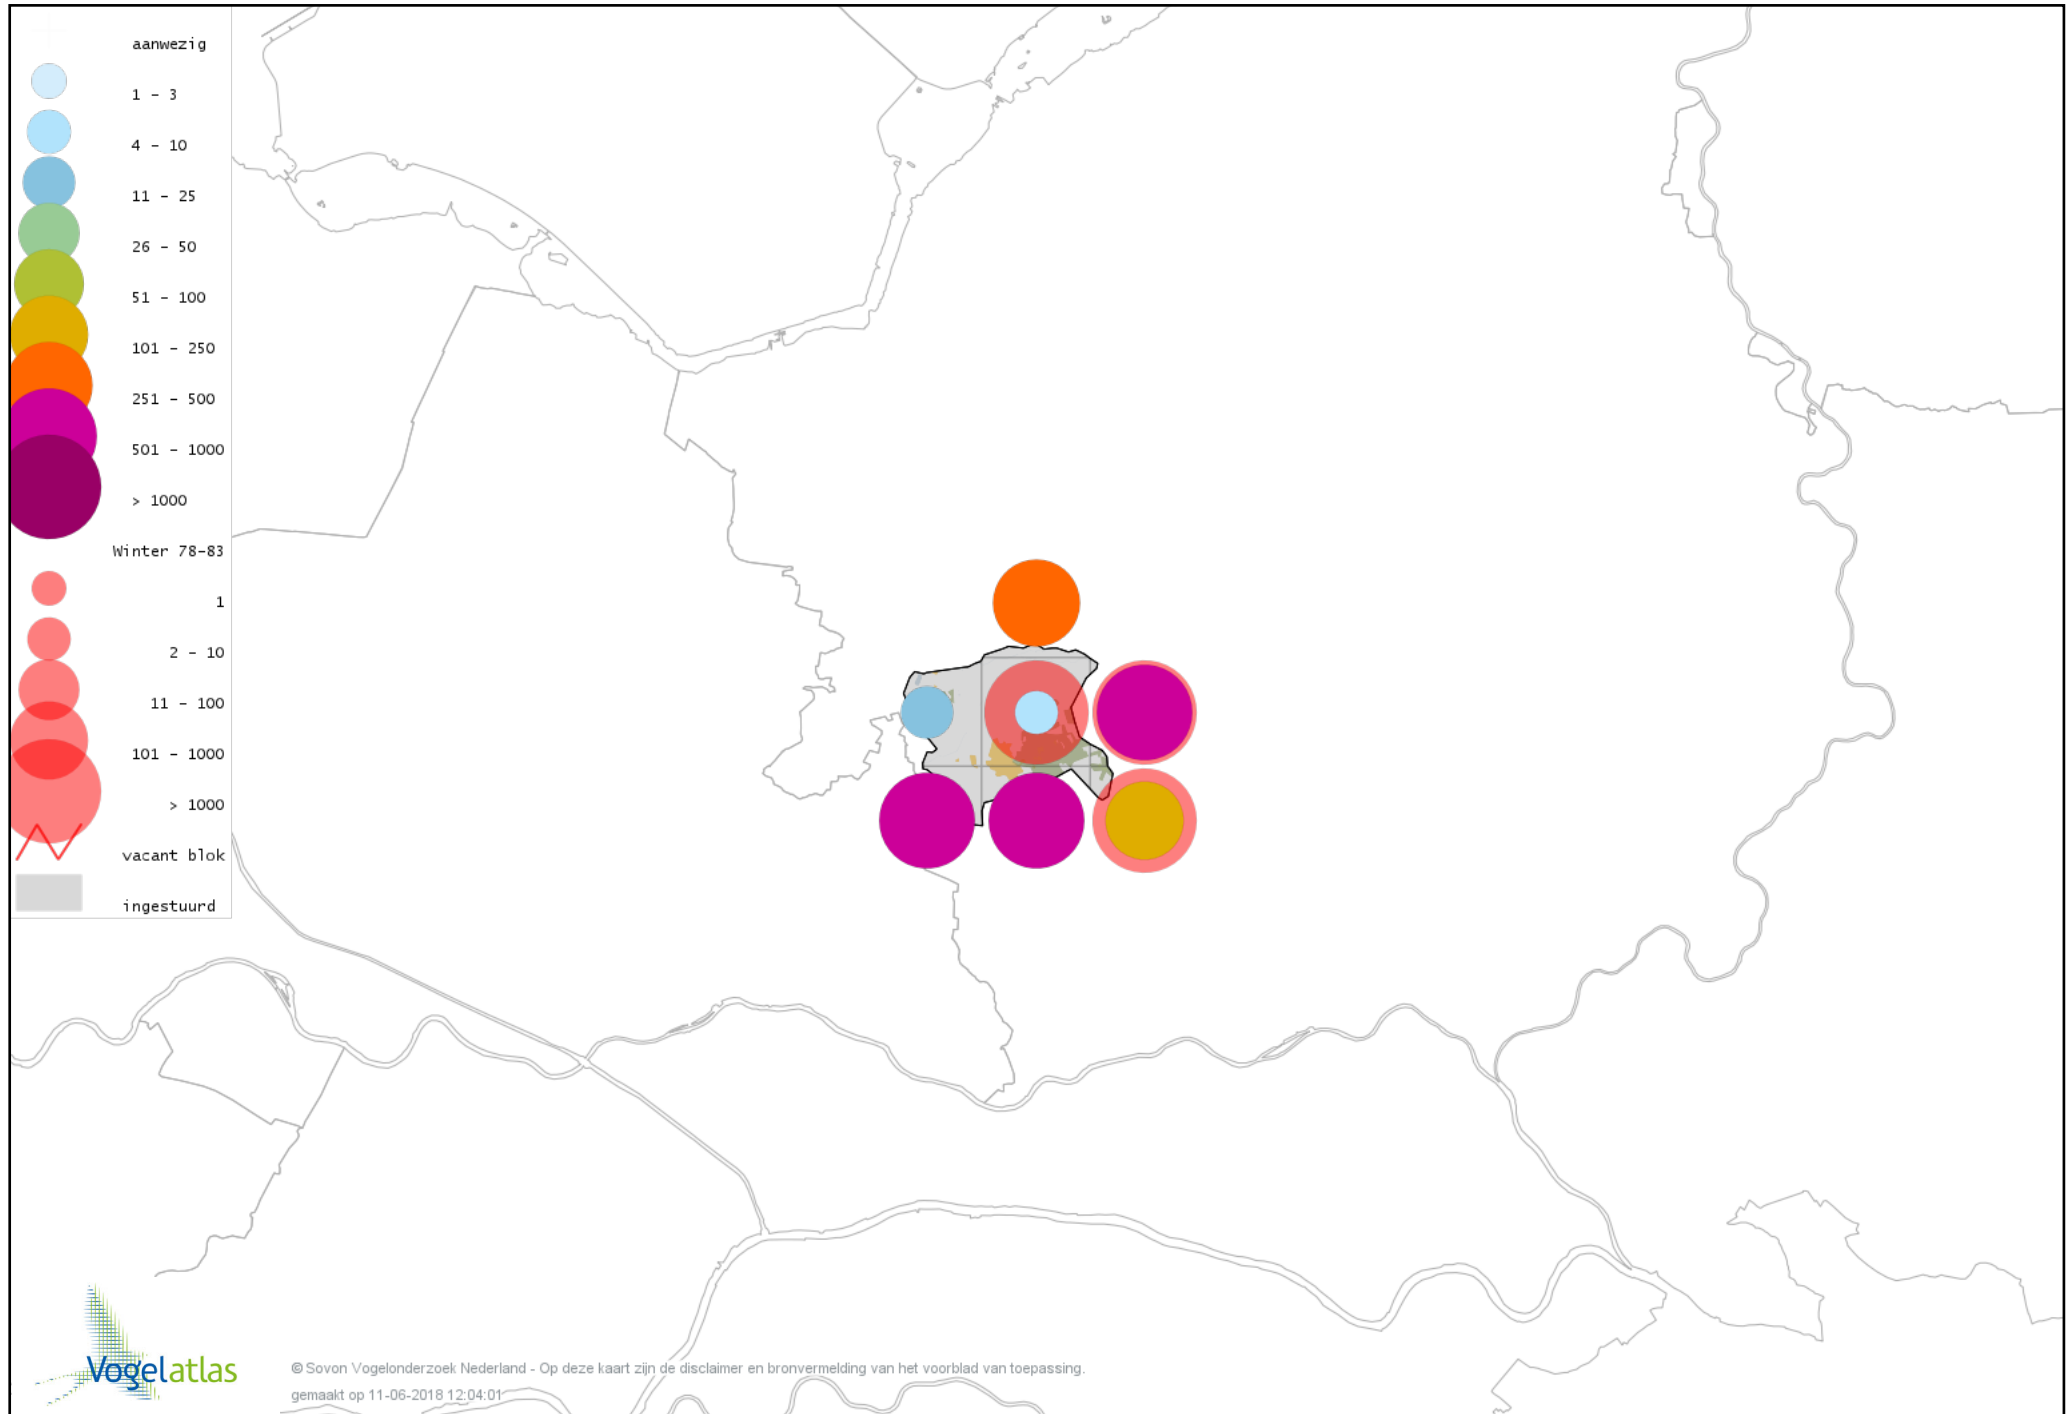 aanwezig
1 - 3
4 - 10
11 - 25
26 - 50
51 - 100
101 - 250
251 - 500
501 - 1000
> 1000
Winter 78-83
1
2 - 10
11 - 100
101 - 1000
> 1000
vacant blok
ingestuurd
Vogelatlas
© Sovon Vogelonderzoek Nederland - Op deze kaart zijn de disclaimer en bronvermelding van het voorblad van toepassing.
gemaakt op 11-06-2018 12:04:01